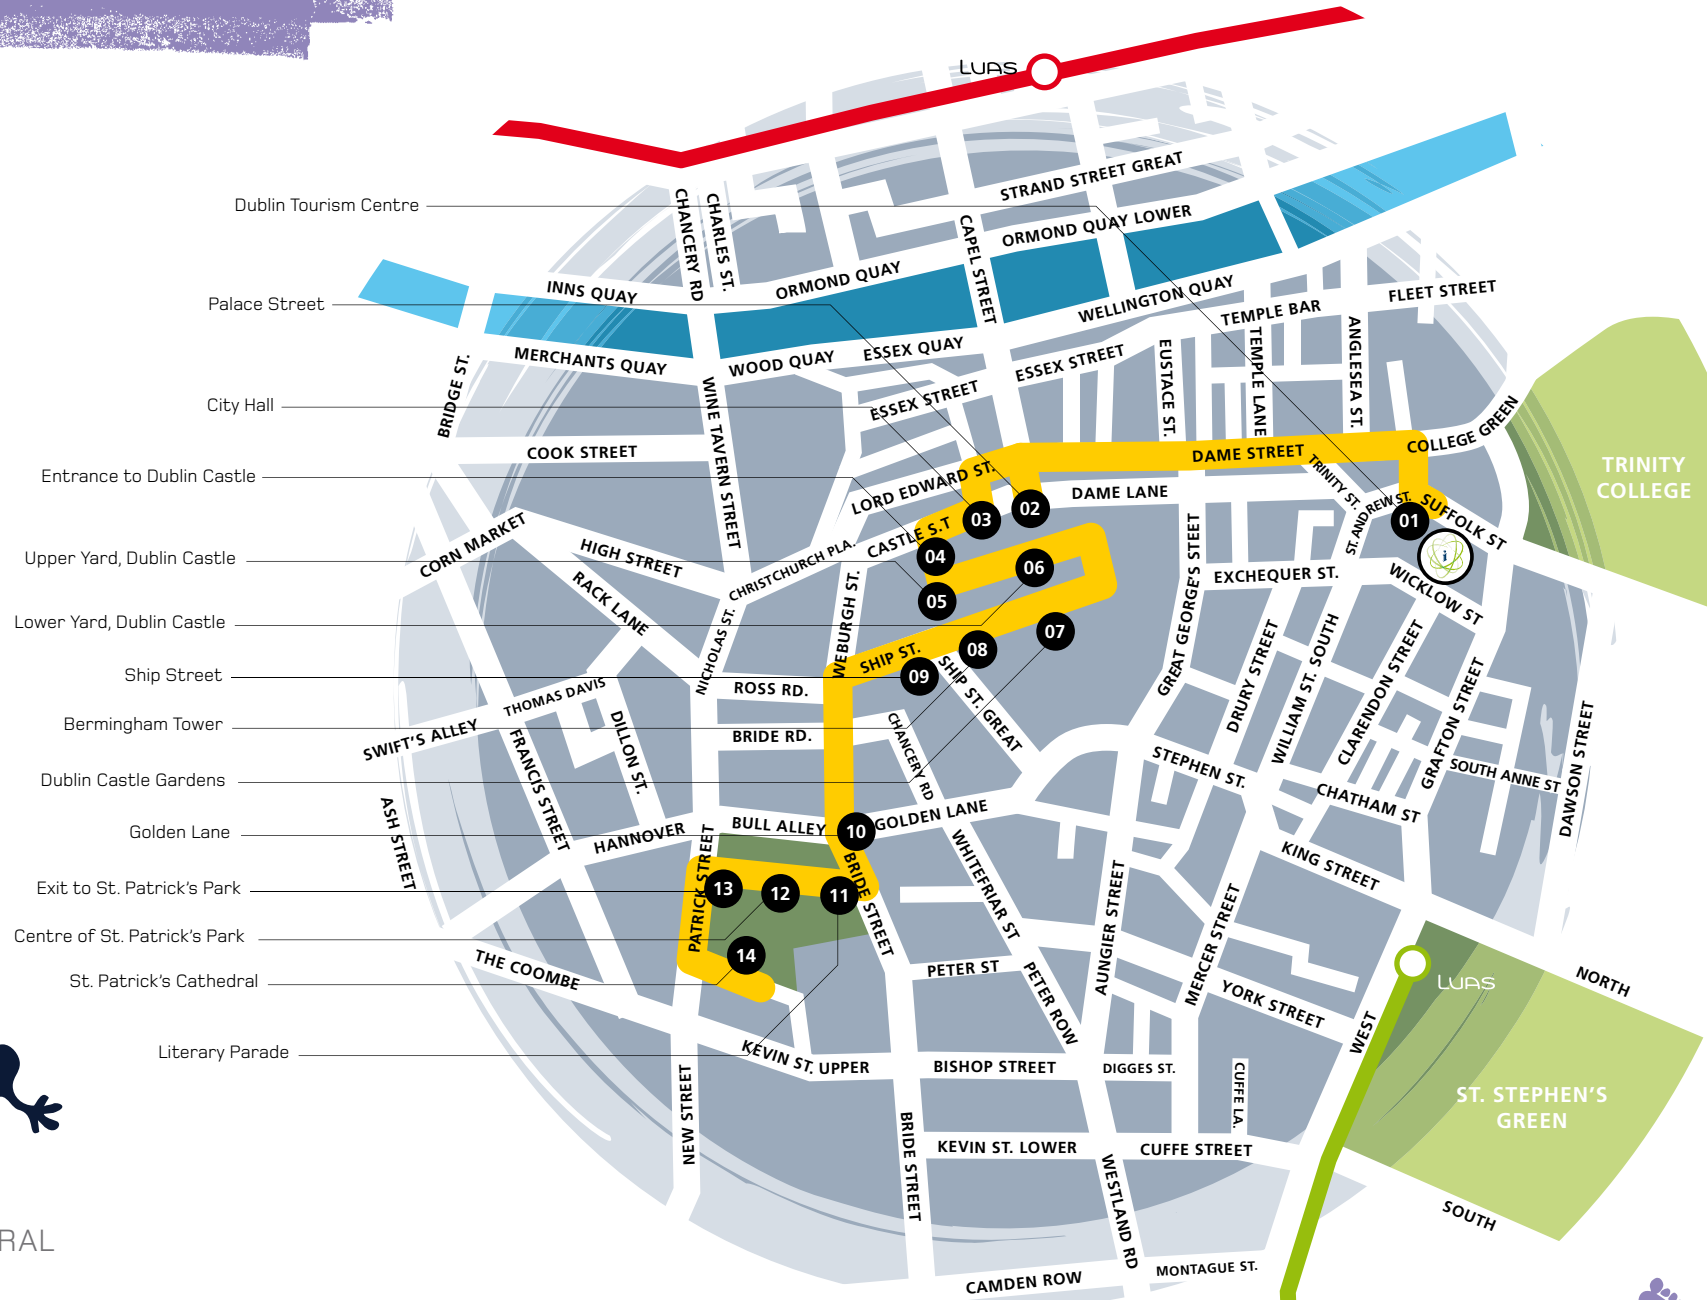 LUAS
STRAND STREET GREAT
CHANCERY RD
CHARLES ST.
Dublin Tourism Centre
ORMOND QUAY LOWER
CAPEL STREET
ORMOND QUAY
INNS QUAY
WELLINGTON QUAY
FLEET STREET
Palace Street
TEMPLE BAR
MERCHANTS QUAY
WOOD QUAY
ESSEX QUAY
ESSEX STREET
EUSTACE ST.
TEMPLE LANE
ANGLESEA ST.
BRIDGE ST.
WINE TAVERN STREET
City Hall
ESSEX STREET
COLLEGE GREEN
COOK STREET
DAME STREET
TRINITY
COLLEGE
Entrance to Dublin Castle
LORD EDWARD ST.
TRINITY ST.
DAME LANE
ST. ANDREW ST.
SUFFOLK ST
01
02
03
CASTLE S.T
CORN MARKET
HIGH STREET
CHRISTCHURCH PLA.
04
i
Upper Yard, Dublin Castle
06
EXCHEQUER ST.
WICKLOW ST
RACK LANE
WEBURGH ST.
05
GREAT GEORGE'S STEET
Lower Yard, Dublin Castle
NICHOLAS ST.
07
08
SHIP ST.
Ship Street
09
SHIP ST. GREAT
ROSS RD.
DRURY STREET
WILLIAM ST. SOUTH
CLARENDON STREET
GRAFTON STREET
DAWSON STREET
THOMAS DAVIS
Bermingham Tower
SWIFT'S ALLEY
FRANCIS STREET
DILLON ST.
BRIDE RD.
CHANCERY RD
STEPHEN ST.
SOUTH ANNE ST
Dublin Castle Gardens
CHATHAM ST
ASH STREET
Golden Lane
HANNOVER
BULL ALLEY
10
GOLDEN LANE
WHITEFRIAR ST
KING STREET
PATRICK STREET
BRIDE STREET
AUNGIER STREET
MERCER STREET
Exit to St. Patrick's Park
13
12
11
Centre of St. Patrick's Park
14
THE COOMBE
PETER ST
PETER ROW
YORK STREET
LUAS
NORTH
WEST
St. Patrick's Cathedral
Literary Parade
KEVIN ST. UPPER
BISHOP STREET
DIGGES ST.
CUFFE LA.
NEW STREET
ST. STEPHEN'S
GREEN
BRIDE STREET
KEVIN ST. LOWER
CUFFE STREET
WESTLAND RD
SOUTH
RAL
CAMDEN ROW
MONTAGUE ST.